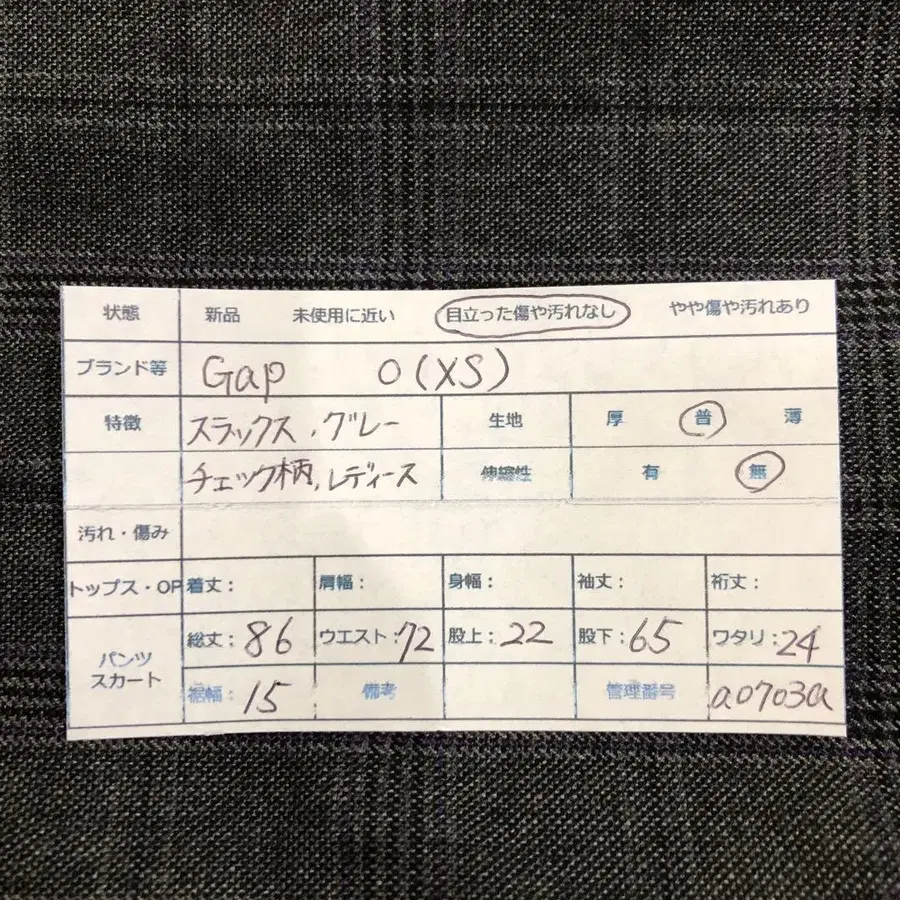 状態 新品 未使用に近い 目立った傷や汚れなし やや傷や汚れあり
ブランド等 Gap 0(XS)
特徴 スラックス、グレー 生地 厚 普 薄
チェック柄、レディース 伸縮性 有 無
汚れ・傷み
トップス・OP 着丈: 肩幅: 身幅: 袖丈: 裄丈:
パンツ スカート 総丈:86 ウエスト:72 股上:22 股下:65 ワタリ:24
裾幅:15 備考 管理番号 a0703a